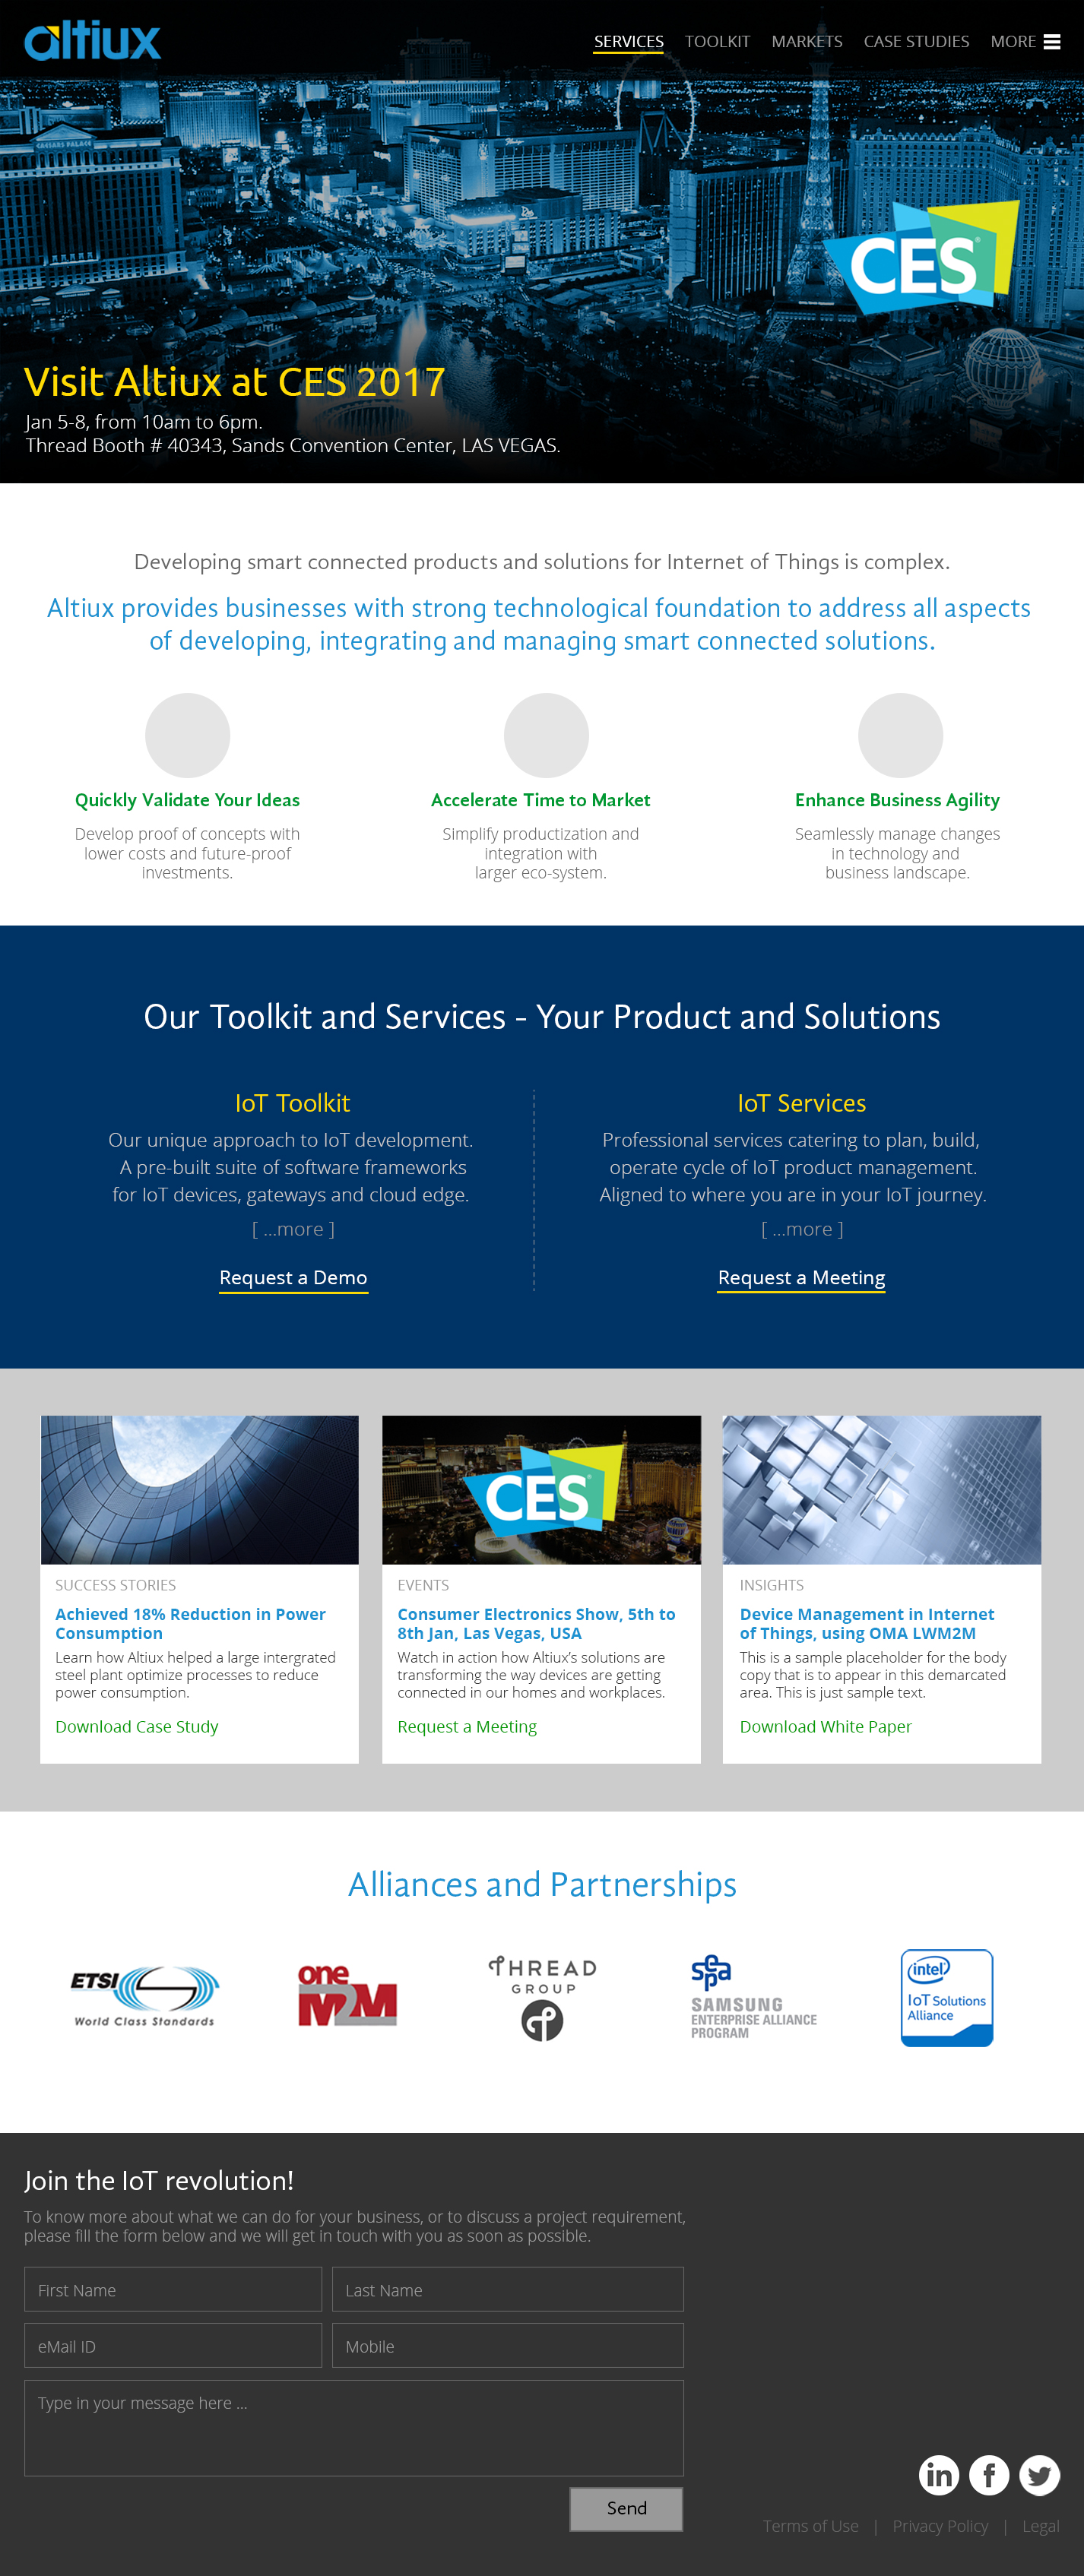 altiux
SERVICES TOOLKIT MARKETS CASE STUDIES MORE
CAESARS PALACE
CES
Visit Altiux at CES 2017
Jan 5-8, from 10am to 6pm.
Thread Booth # 40343, Sands Convention Center, LAS VEGAS.
Developing smart connected products and solutions for Internet of Things is complex.
Altiux provides businesses with strong technological foundation to address all aspects
of developing, integrating and managing smart connected solutions.
Quickly Validate Your Ideas
Develop proof of concepts with
lower costs and future-proof
investments.
Accelerate Time to Market
Simplify productization and
integration with
larger eco-system.
Enhance Business Agility
Seamlessly manage changes
in technology and
business landscape.
Our Toolkit and Services - Your Product and Solutions
IoT Toolkit
Our unique approach to IoT development.
A pre-built suite of software frameworks
for IoT devices, gateways and cloud edge.
[ ...more ]
Request a Demo
IoT Services
Professional services catering to plan, build,
operate cycle of IoT product management.
Aligned to where you are in your IoT journey.
[ ...more ]
Request a Meeting
SUCCESS STORIES
Achieved 18% Reduction in Power
Consumption
Learn how Altiux helped a large intergrated
steel plant optimize processes to reduce
power consumption.
Download Case Study
CES
EVENTS
Consumer Electronics Show, 5th to
8th Jan, Las Vegas, USA
Watch in action how Altiux's solutions are
transforming the way devices are getting
connected in our homes and workplaces.
Request a Meeting
INSIGHTS
Device Management in Internet
of Things, using OMA LWM2M
This is a sample placeholder for the body
copy that is to appear in this demarcated
area. This is just sample text.
Download White Paper
Alliances and Partnerships
ETSI
World Class Standards
one
M2M
THREAD
GROUP
spa
SAMSUNG
ENTERPRISE ALLIANCE
PROGRAM
intel
IoT Solutions
Alliance
Join the IoT revolution!
To know more about what we can do for your business, or to discuss a project requirement,
please fill the form below and we will get in touch with you as soon as possible.
First Name
Last Name
eMail ID
Mobile
Type in your message here ...
Send
in f
Terms of Use | Privacy Policy | Legal